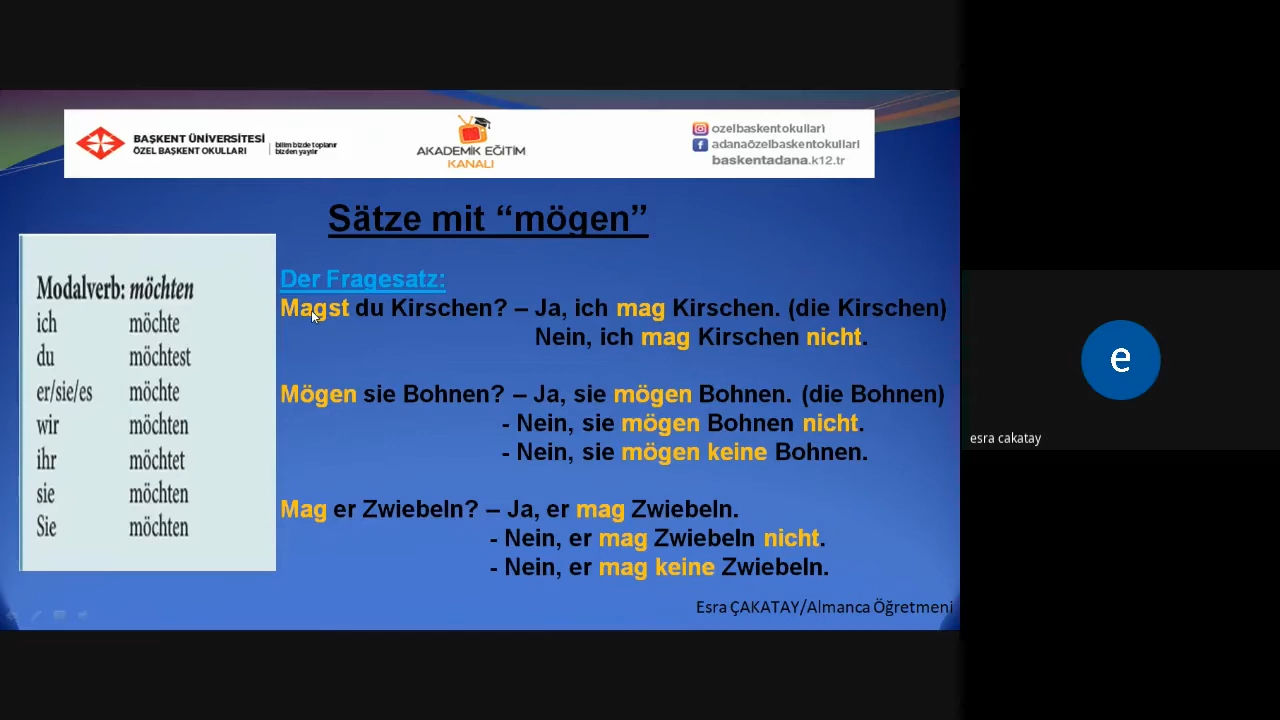 BAŞKENT ÜNİVERSİTESİ
ÖZEL BAŞKENT OKULLARI
bilim bizde toplanır
bizden yayılır
AKADEMİK EĞİTİM
KANALI
ozelbaskentokullari
adanaözelbaskentokullari
baskentadana.k12.tr
Sätze mit “mögen”
Modalverb: möchten
ich möchte
du möchtest
er/sie/es möchte
wir möchten
ihr möchtet
sie möchten
Sie möchten
Der Fragesatz:
Magst du Kirschen? – Ja, ich mag Kirschen. (die Kirschen)
Nein, ich mag Kirschen nicht.
Mögen sie Bohnen? – Ja, sie mögen Bohnen. (die Bohnen)
- Nein, sie mögen Bohnen nicht.
- Nein, sie mögen keine Bohnen.
Mag er Zwiebeln? – Ja, er mag Zwiebeln.
- Nein, er mag Zwiebeln nicht.
- Nein, er mag keine Zwiebeln.
Esra ÇAKATAY/Almanca Öğretmeni
e
esra cakatay